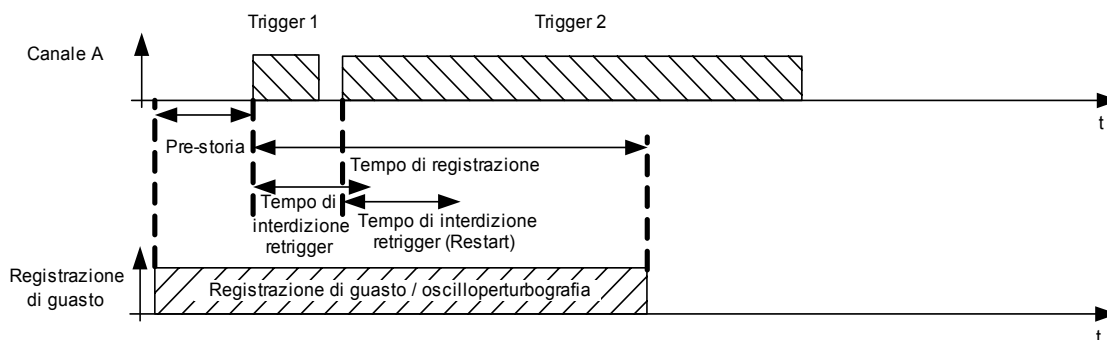 Trigger 1
Trigger 2
Canale A
t
Pre-storia
Tempo di registrazione
Tempo di
interdizione
retrigger
Tempo di interdizione
retrigger (Restart)
Registrazione
di guasto
Registrazione di guasto / oscilloperturbografia
t